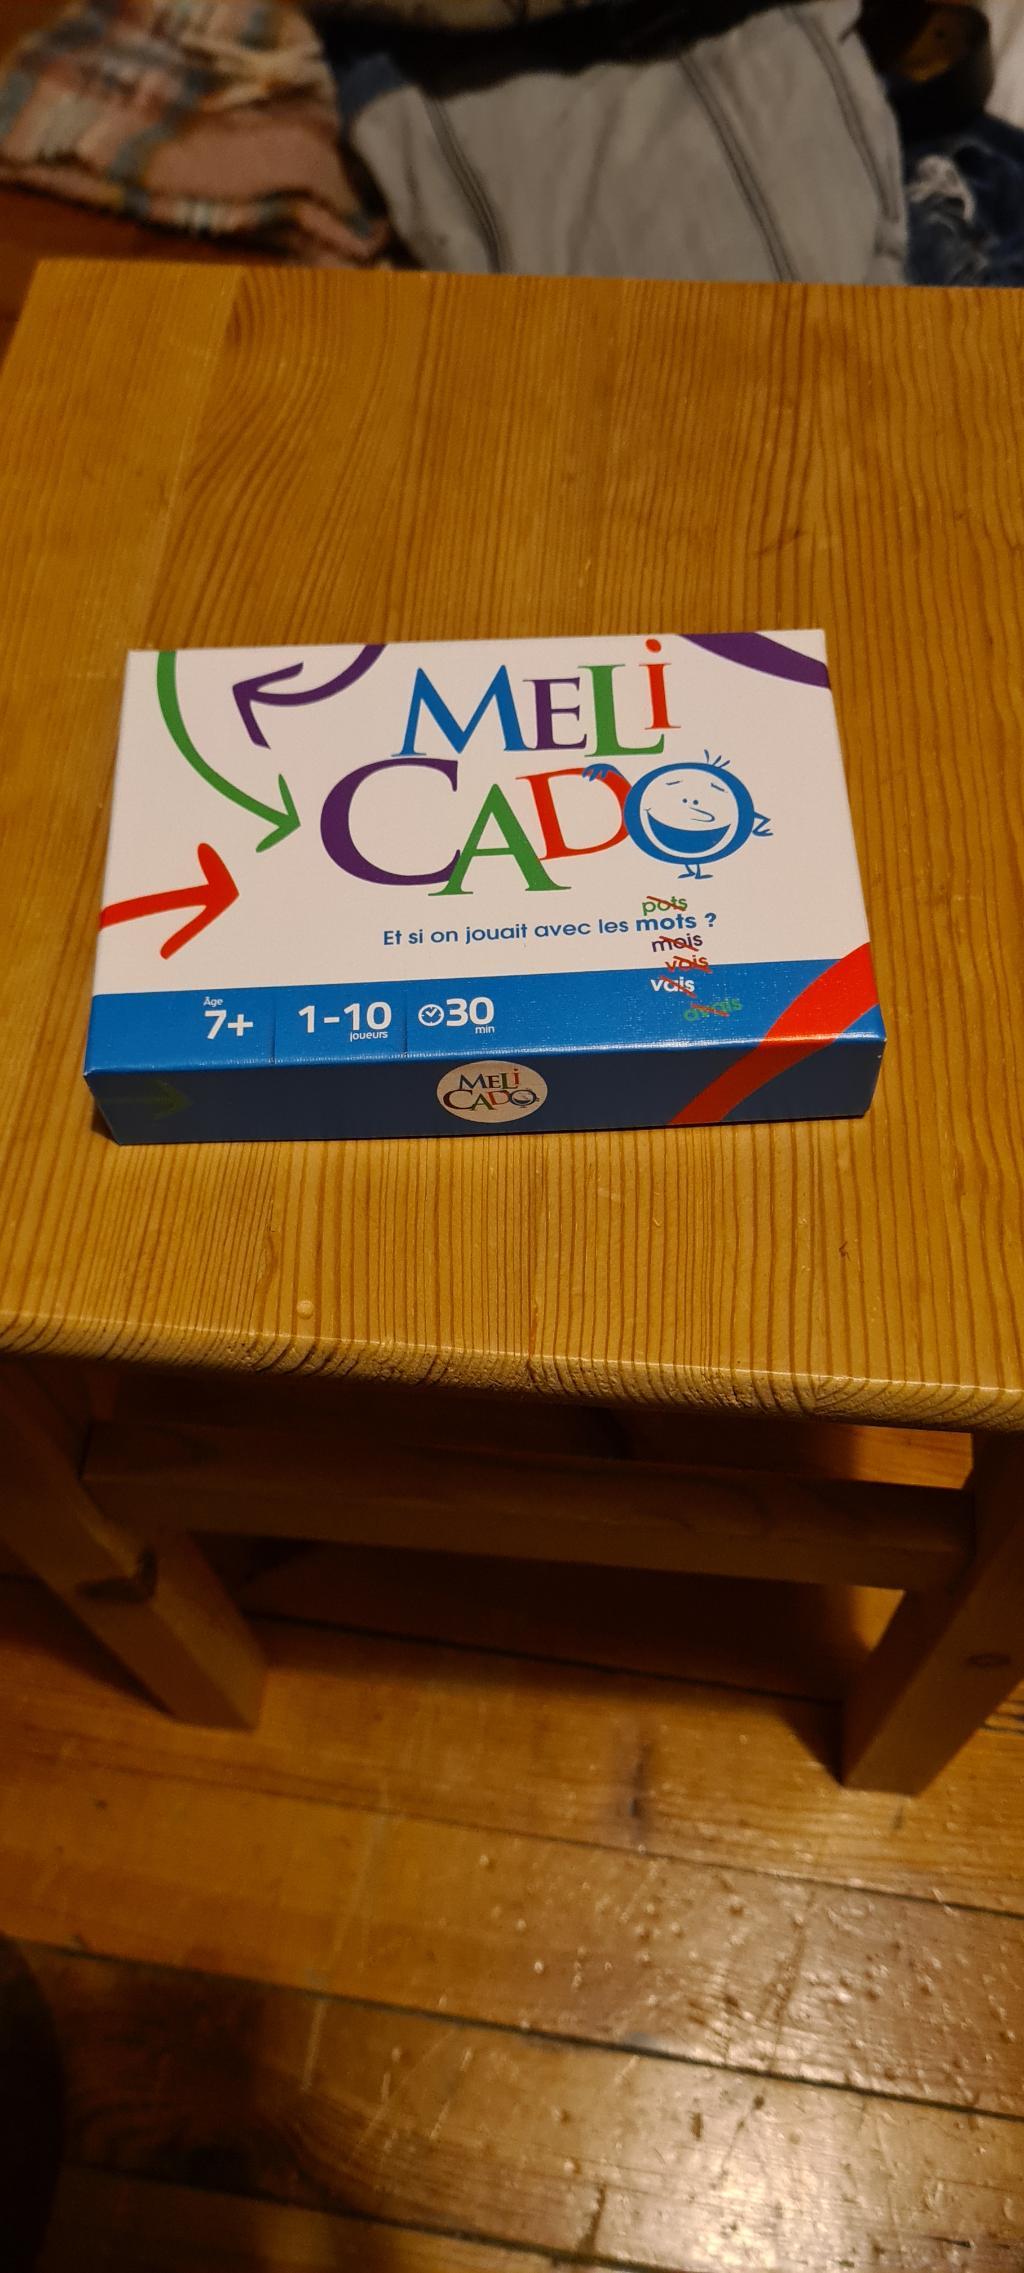 MELi
CADO
pots
Et si on jouait avec les mots ?
mois
vois
vais
avais
Âge
7+
1-10
joueurs
30
min
MELi
CADO